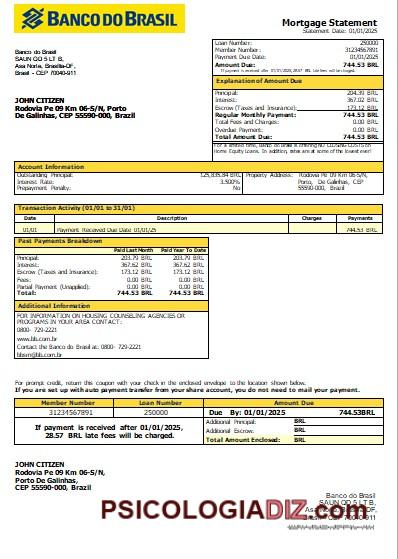 BANCO DO BRASIL
Mortgage Statement
Statement Date: 01/01/2025
Banco do Brasil
SAUN QD 5 LT B,
Asa Norte, Brasília-DF,
Brasil - CEP 70040-911
Loan Number: 250000
Member Number: 31234567891
Payment Due Date: 01/01/2025
Amount Due: 744.53 BRL
If payment is received after 01/01/2025, 28.57 BRL late fees will be charged.
Explanation of Amount Due
Principal: 204.39 BRL
Interest: 367.02 BRL
Escrow (Taxes and Insurance): 173.12 BRL
Regular Monthly Payment: 744.53 BRL
Total Fees and Charges: 0.00 BRL
Overdue Payment: 0.00 BRL
Total Amount Due: 744.53 BRL
For a limited time, Banco do Brasil is offering NO CLOSING COSTS on
Home Equity Loans. In addition, rates are at some of the lowest ever!
JOHN CITIZEN
Rodovia Pe 09 Km 06-S/N, Porto
De Galinhas, CEP 55590-000, Brazil
Account Information
Outstanding Principal: 125,835.84 BRL
Interest Rate: 3.500%
Prepayment Penalty: No
Property Address: Rodovia Pe 09 Km 06-S/N,
Porto, De Galinhas, CEP
55590-000, Brazil
Transaction Activity (01/01 to 31/01)
Date Description Charges Payments
01/01 Payment Received Due Date 01/01/25 744.53 BRL
Past Payments Breakdown
Paid Last Month Paid Year To Date
Principal: 203.79 BRL 203.79 BRL
Interest: 367.62 BRL 367.62 BRL
Escrow (Taxes and Insurance): 173.12 BRL 173.12 BRL
Fees: 0.00 BRL 0.00 BRL
Partial Payment (Unapplied): 0.00 BRL 0.00 BRL
Total: 744.53 BRL 744.53 BRL
Additional Information
FOR INFORMATION ON HOUSING COUNSELING AGENCIES OR
PROGRAMS IN YOUR AREA CONTACT:
0800- 729-2221
www.bb.com.br
Contact the Banco do Brasil at: 0800- 729-2221
bbsn@bb.com.br
For prompt credit, return this coupon with your check in the enclosed envelope to the location shown below.
If you are set up with auto payment transfer from your share account, you do not need to mail your payment.
Member Number Loan Number Amount Due
31234567891 250000 Due By: 01/01/2025 744.53BRL
If payment is received after 01/01/2025,
28.57 BRL late fees will be charged.
Additional Principal: BRL
Additional Escrow: BRL
Total Amount Enclosed: BRL
JOHN CITIZEN
Rodovia Pe 09 Km 06-S/N,
Porto De Galinhas,
CEP 55590-000, Brazil
Banco do Brasil
SAUN QD 5 LT B,
Asa Norte, Brasília-DF,
Brasil - CEP 70040-911
PSICOLOGIADIZ.com